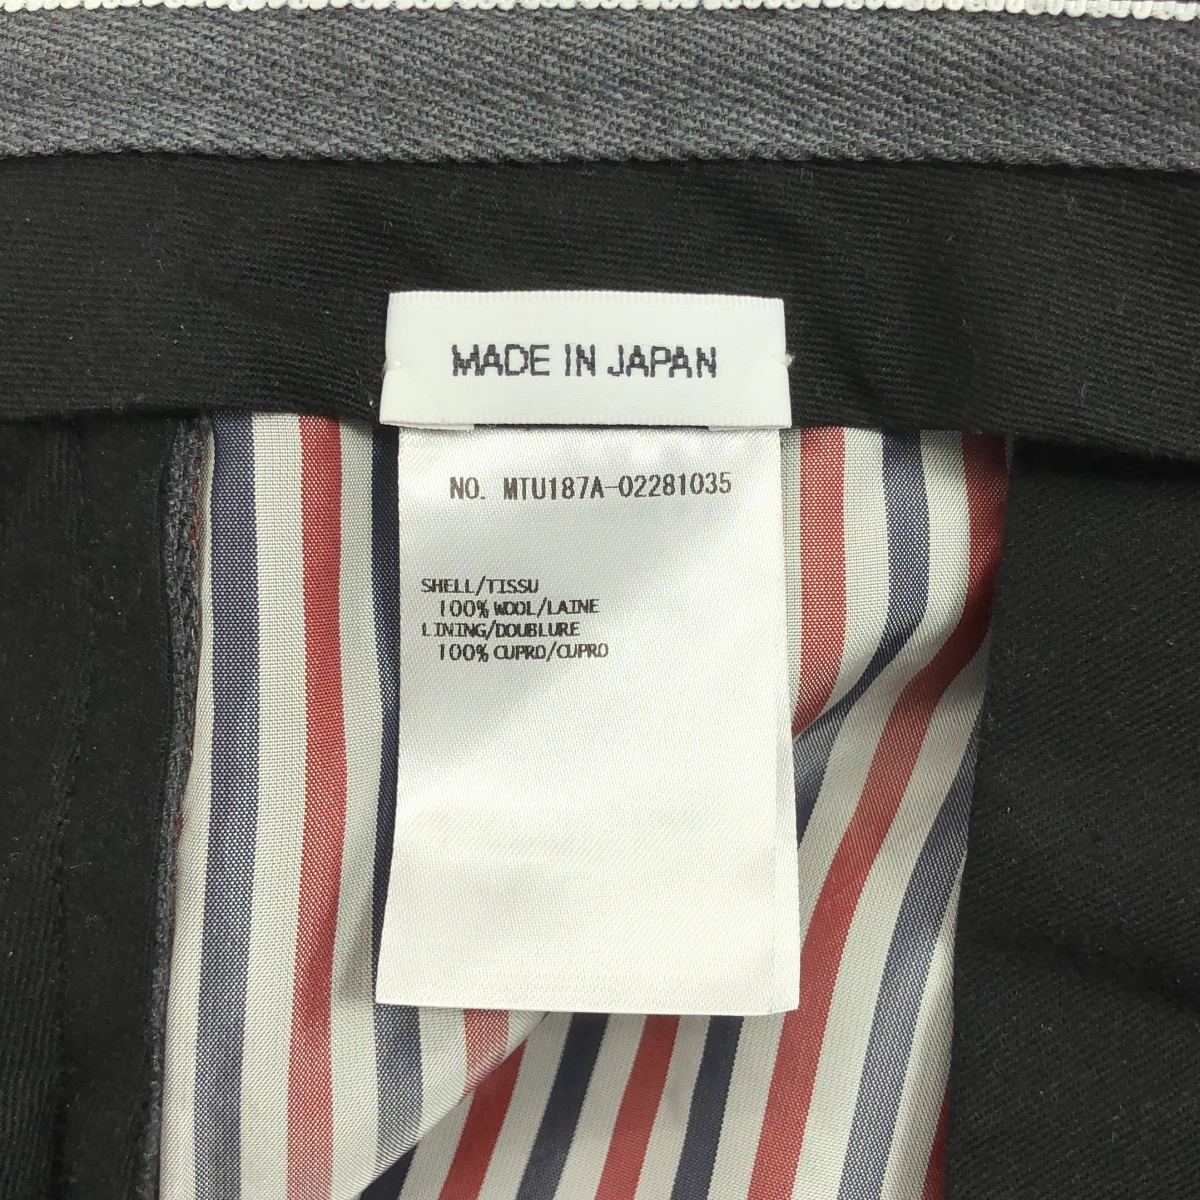 MADE IN JAPAN
NO. MTU187A-02281035
SHELL/TISSU
100% WOOL/LAINE
LINING/DOUBLURE
100% CUPRO/CUPRO